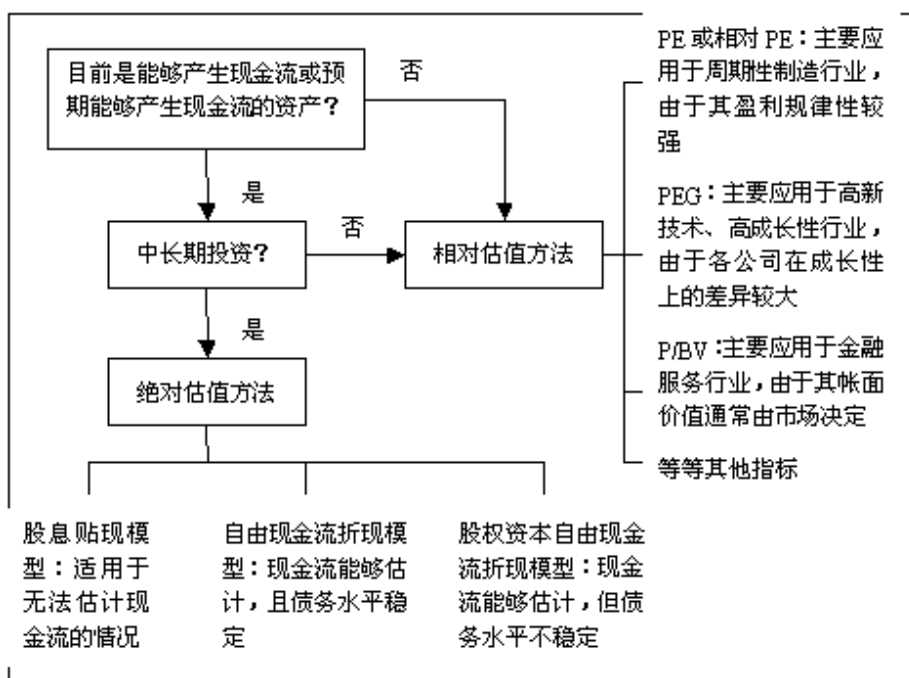 目前是能够产生现金流或预
期能够产生现金流的资产？
否
是
中长期投资？
否
相对估值方法
是
绝对估值方法
PE 或相对 PE：主要应
用于周期性制造行业，
由于其盈利规律性较
强
PEG：主要应用于高新
技术、高成长性行业，
由于各公司在成长性
上的差异较大
P/BV：主要应用于金融
服务行业，由于其帐面
价值通常由市场决定
等等其他指标
股息贴现模
型：适用于
无法估计现
金流的情况
自由现金流折现模
型：现金流能够估
计，且债务水平稳
定
股权资本自由现金
流折现模型：现金
流能够估计，但债
务水平不稳定